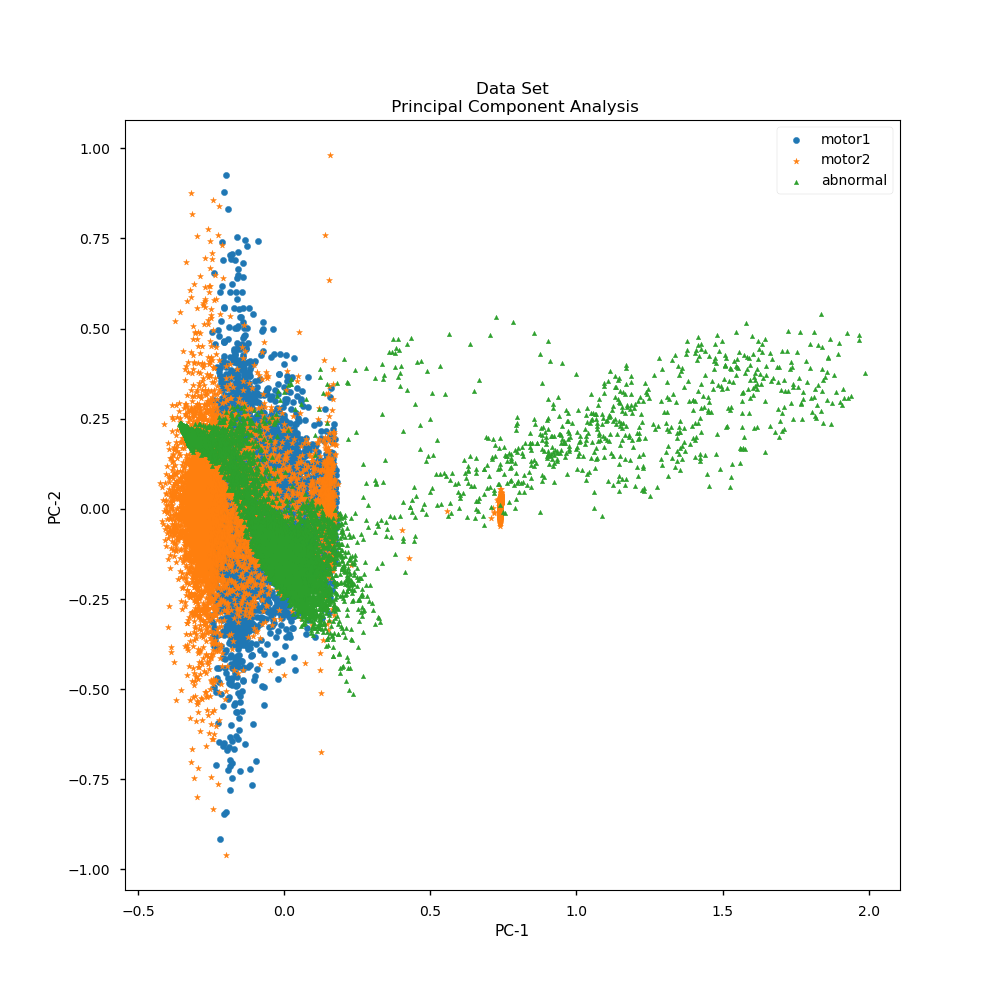 Data Set
Principal Component Analysis
motor1
motor2
abnormal
1.00
0.75
0.50
0.25
0.00
−0.25
−0.50
−0.75
−1.00
PC-2
−0.5
0.0
0.5
1.0
1.5
2.0
PC-1